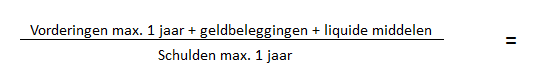 Vorderingen max. 1 jaar + geldbeleggingen + liquide middelen
Schulden max. 1 jaar
=